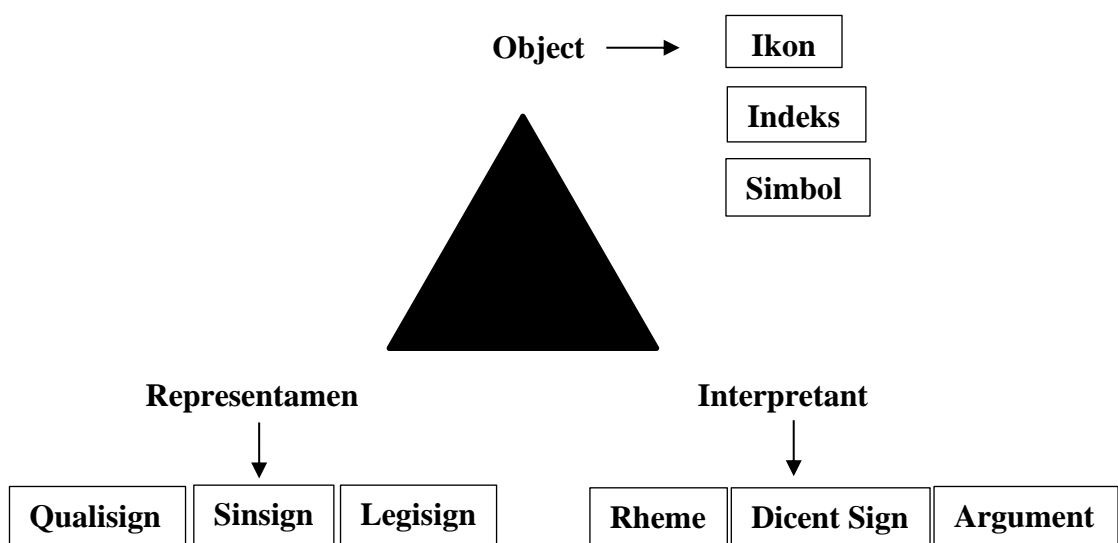 Object
Ikon
Indeks
Simbol
Representamen
Interpretant
Qualisign
Sinsign
Legisign
Rheme
Dicent Sign
Argument